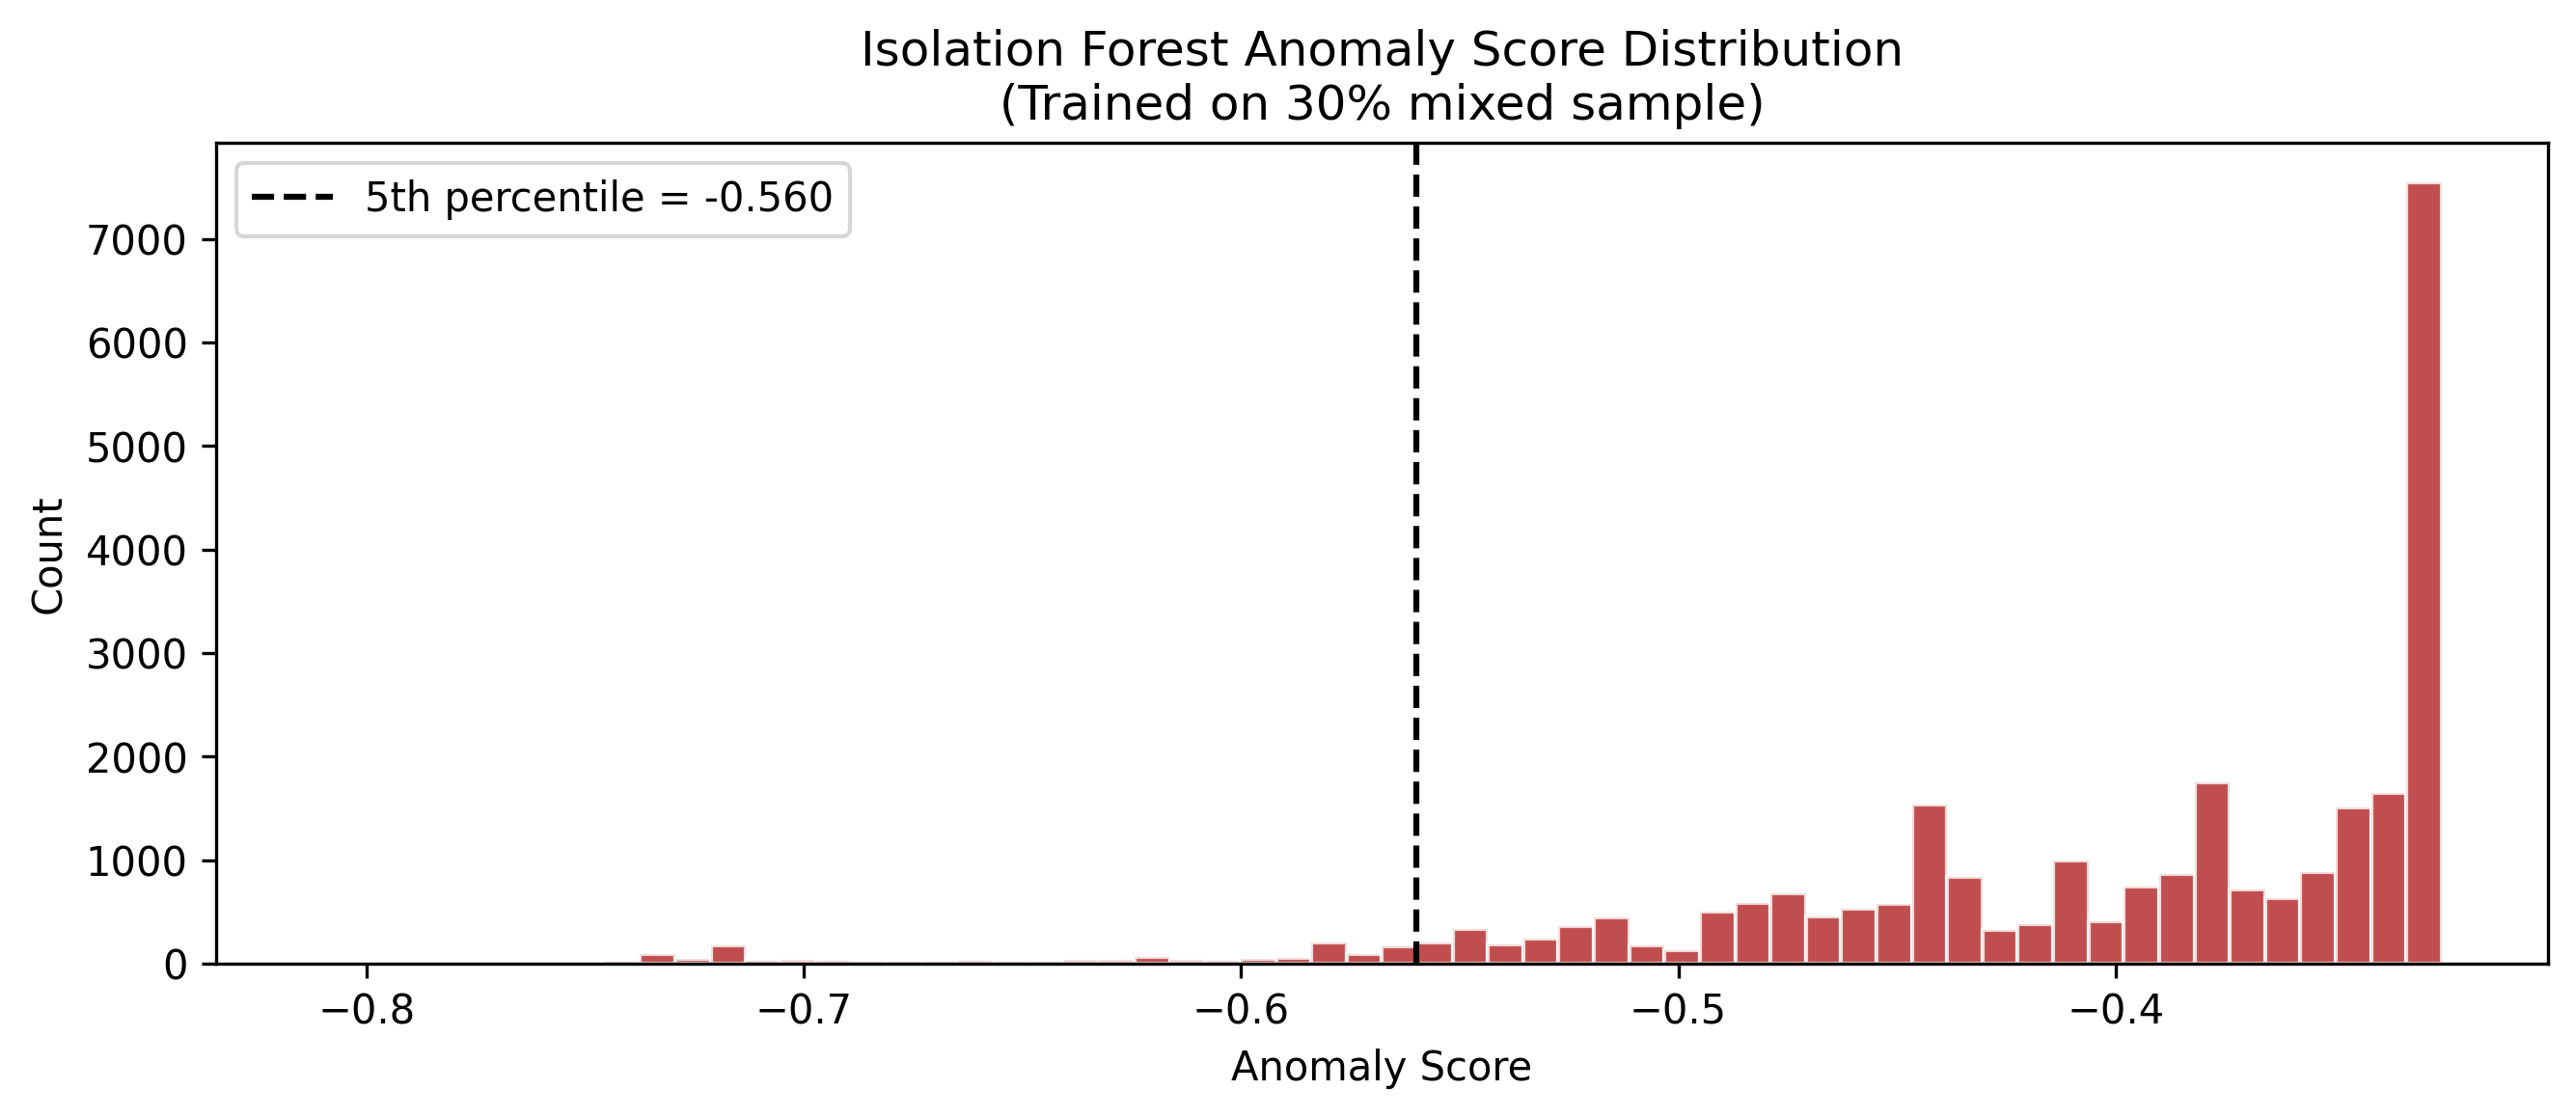 Isolation Forest Anomaly Score Distribution
(Trained on 30% mixed sample)
5th percentile = -0.560
7000
6000
5000
4000
3000
2000
1000
0
Count
−0.8
−0.7
−0.6
−0.5
−0.4
Anomaly Score